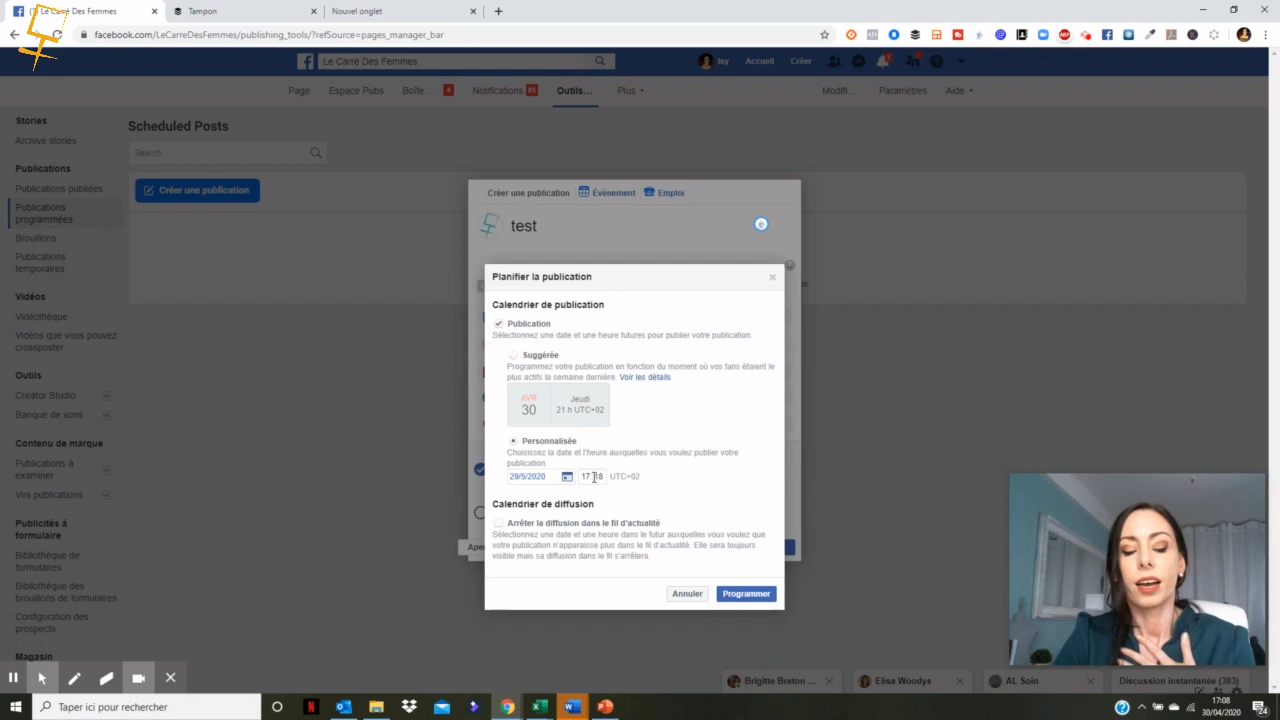 Le Carré Des Femmes
Tampon
Nouvel onglet
facebook.com/LeCarreDesFemmes/publishing_tools/?refSource=pages_manager_bar
Le Carré Des Femmes
Isy
Accueil
Créer
Page
Espace Pubs
Boîte ...
4
Notifications
81
Outils...
Plus
Modifi...
Paramètres
Aide
Stories
Archive stories
Publications
Publications publiées
Publications
programmées
Brouillons
Publications
temporaires
Vidéos
Vidéothèque
Vidéos que vous pouvez
crossposter
Outils
Creator Studio
Banque de sons
Contenu de marque
Publications à
examiner
Vos publications
Publicités à
formulaire
Bibliothèque de
formulaires
Bibliothèque des
brouillons de formulaires
Configuration des
prospects
Magasin
Scheduled Posts
Search
Créer une publication
Créer une publication
Évènement
Emploi
test
Planifier la publication
Calendrier de publication
Publication
Sélectionnez une date et une heure futures pour publier votre publication.
Suggérée
Programmez votre publication en fonction du moment où vos fans étaient le
plus actifs la semaine dernière. Voir les détails
AVR
30
Jeudi
21 h UTC+02
Personnalisée
Choisissez la date et l'heure auxquelles vous voulez publier votre
publication.
29/5/2020
17 18
UTC+02
Calendrier de diffusion
Arrêter la diffusion dans le fil d'actualité
Sélectionnez une date et une heure dans le futur auxquelles vous voulez que
votre publication n'apparaisse plus dans le fil d'actualité. Elle sera toujours
visible mais sa diffusion dans le fil s'arrêtera.
Annuler
Programmer
Brigitte Breton ...
Elisa Woodys
AL Soin
Discussion instantanée (383)
Taper ici pour rechercher
17:08
30/04/2020
24